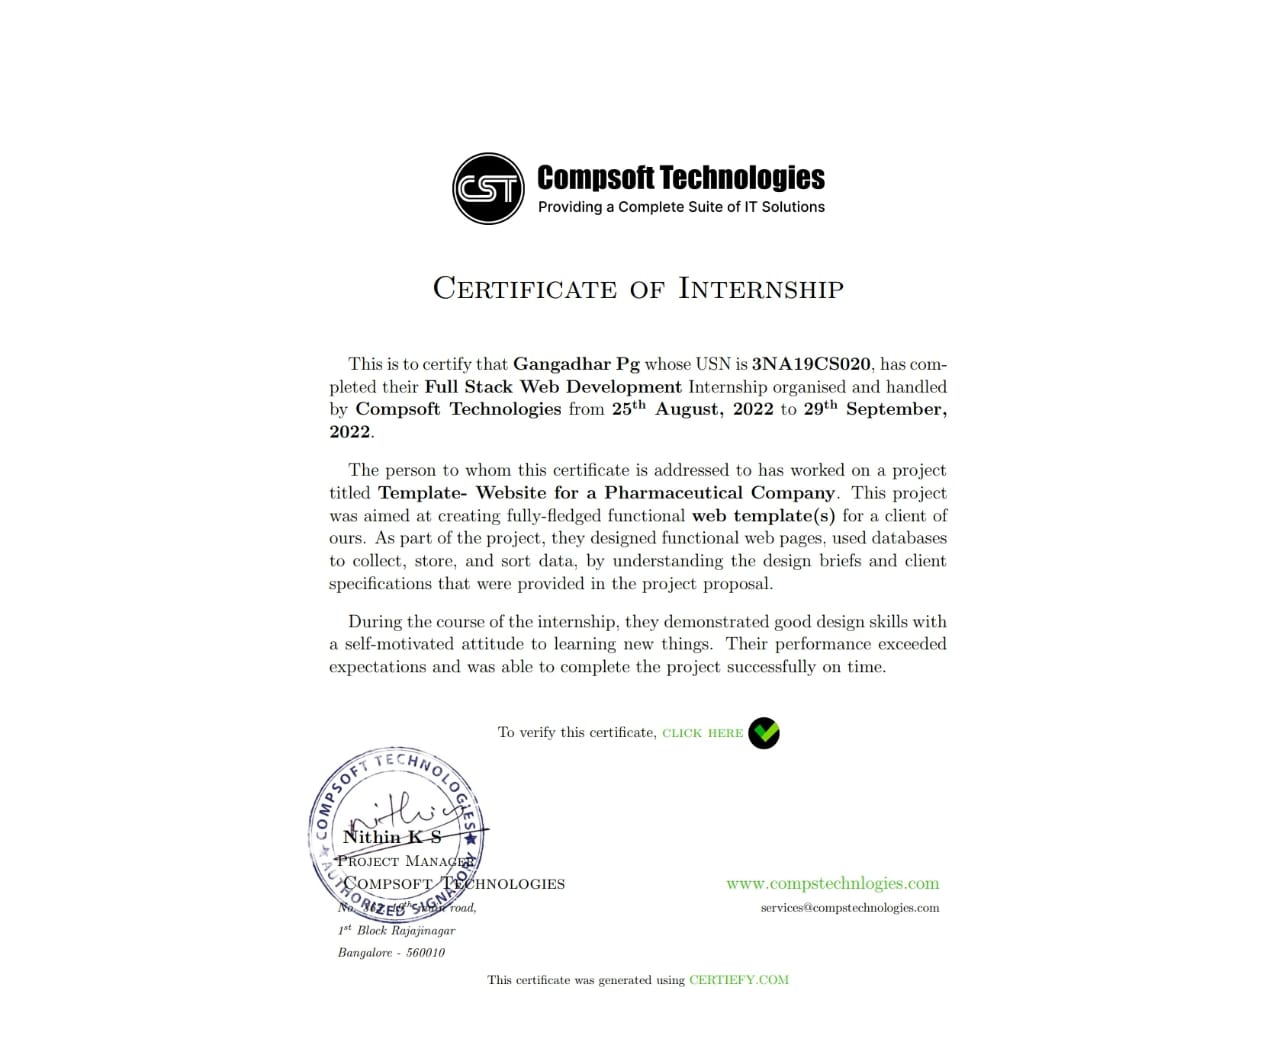 CST
Compsoft Technologies
Providing a Complete Suite of IT Solutions
Certificate of Internship
This is to certify that Gangadhar Pg whose USN is 3NA19CS020, has com-
pleted their Full Stack Web Development Internship organised and handled
by Compsoft Technologies from 25th August, 2022 to 29th September,
2022.
The person to whom this certificate is addressed to has worked on a project
titled Template- Website for a Pharmaceutical Company. This project
was aimed at creating fully-fledged functional web template(s) for a client of
ours. As part of the project, they designed functional web pages, used databases
to collect, store, and sort data, by understanding the design briefs and client
specifications that were provided in the project proposal.
During the course of the internship, they demonstrated good design skills with
a self-motivated attitude to learning new things. Their performance exceeded
expectations and was able to complete the project successfully on time.
To verify this certificate, CLICK HERE
COMPSOFT TECHNOLOGIES
AUTHORIZED SIGNATORY
Nithin K S
Project Manager
Compsoft Technologies
No. road,
1st Block Rajajinagar
Bangalore - 560010
www.compstechnlogies.com
services@compstechnologies.com
This certificate was generated using CERTIEFY.COM